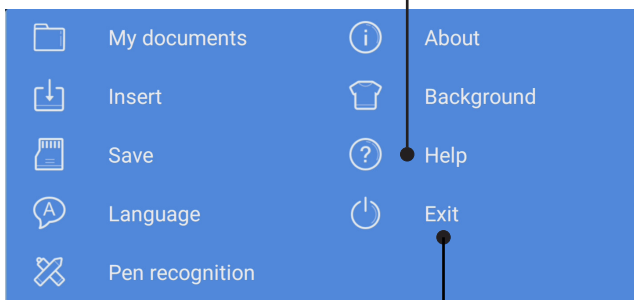 My documents
Insert
Save
Language
Pen recognition
About
Background
Help
Exit